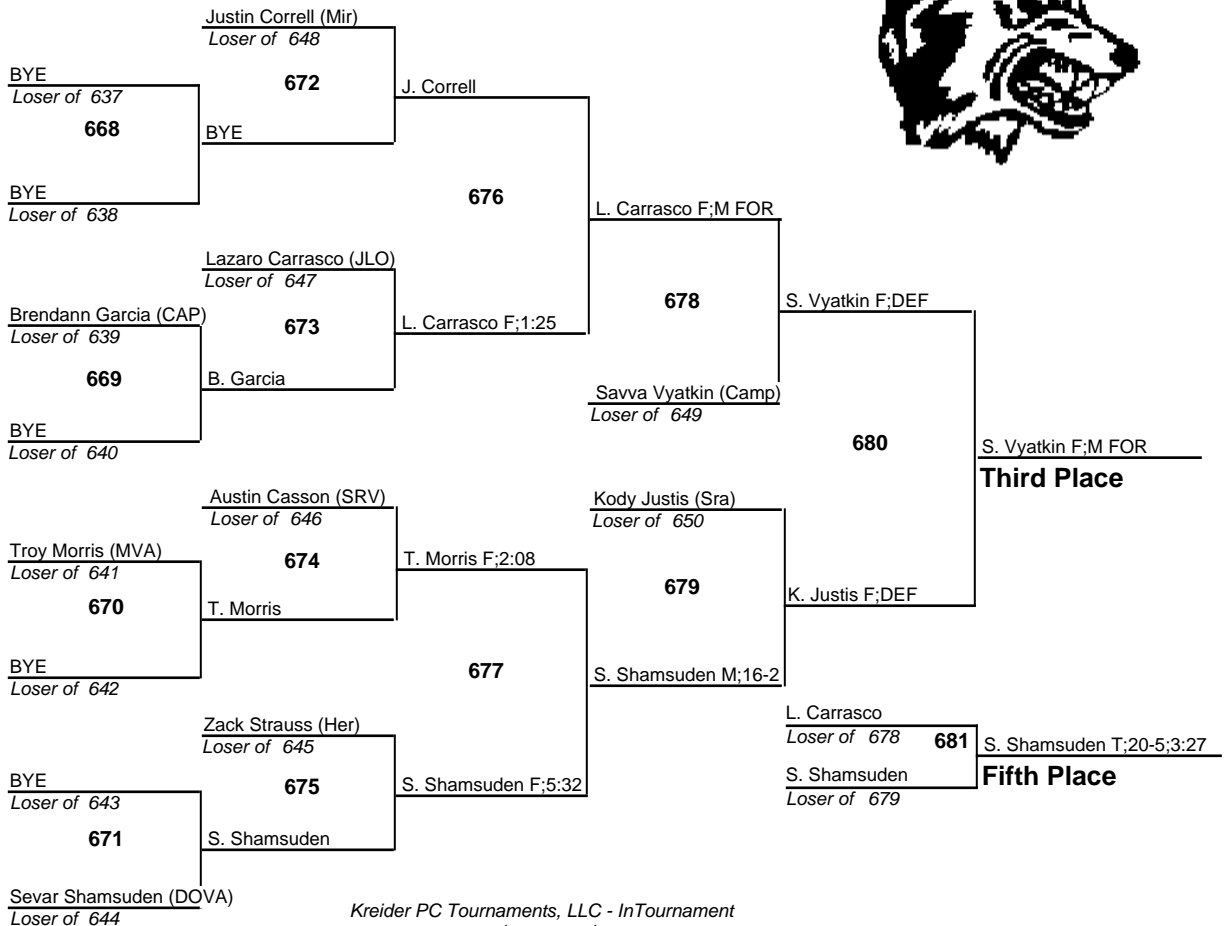 Justin Correll (Mir)
Loser of 648
BYE
Loser of 637
672
J. Correll
668
BYE
BYE
Loser of 638
676
L. Carrasco F;M FOR
Lazaro Carrasco (JLO)
Loser of 647
678
S. Vyatkin F;DEF
Brendann Garcia (CAP)
Loser of 639
673
L. Carrasco F;1:25
669
B. Garcia
Savva Vyatkin (Camp)
Loser of 649
BYE
Loser of 640
680
S. Vyatkin F;M FOR
Third Place
Austin Casson (SRV)
Loser of 646
Kody Justis (Sra)
Loser of 650
Troy Morris (MVA)
Loser of 641
674
T. Morris F;2:08
679
K. Justis F;DEF
670
T. Morris
BYE
Loser of 642
677
S. Shamsuden M;16-2
Zack Strauss (Her)
Loser of 645
L. Carrasco
Loser of 678
681
S. Shamsuden T;20-5;3:27
Fifth Place
S. Shamsuden
Loser of 679
BYE
Loser of 643
675
S. Shamsuden F;5:32
671
S. Shamsuden
Sevar Shamsuden (DOVA)
Loser of 644
Kreider PC Tournaments, LLC - InTournament